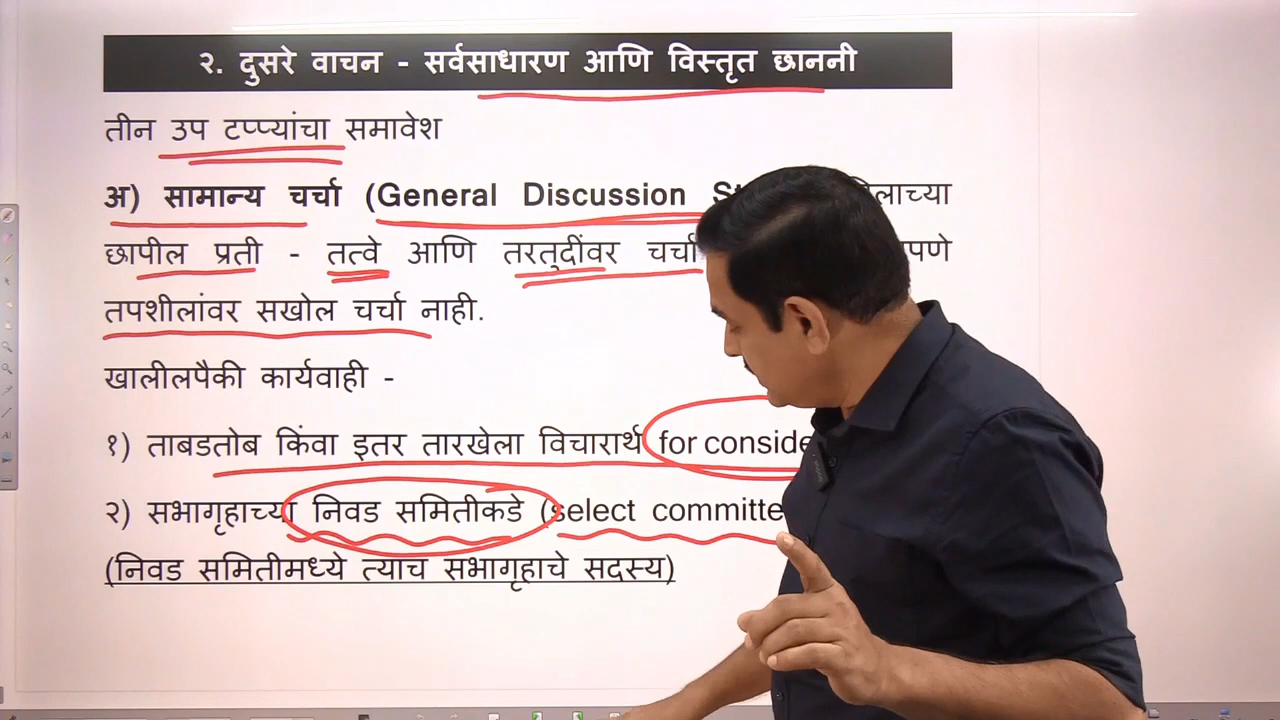 २. दुसरे वाचन - सर्वसाधारण आणि विस्तृत छाननी
तीन उप टप्प्यांचा समावेश
अ) सामान्य चर्चा (General Discussion
छापील प्रती - तत्वे आणि तरतुदींवर चर्चा
तपशीलांवर सखोल चर्चा नाही.
खालीलपैकी कार्यवाही -
१) ताबडतोब किंवा इतर तारखेला विचारार्थ for
२) सभागृहाच्या निवड समितीकडे (select
(निवड समितीमध्ये त्याच सभागृहाचे सदस्य)